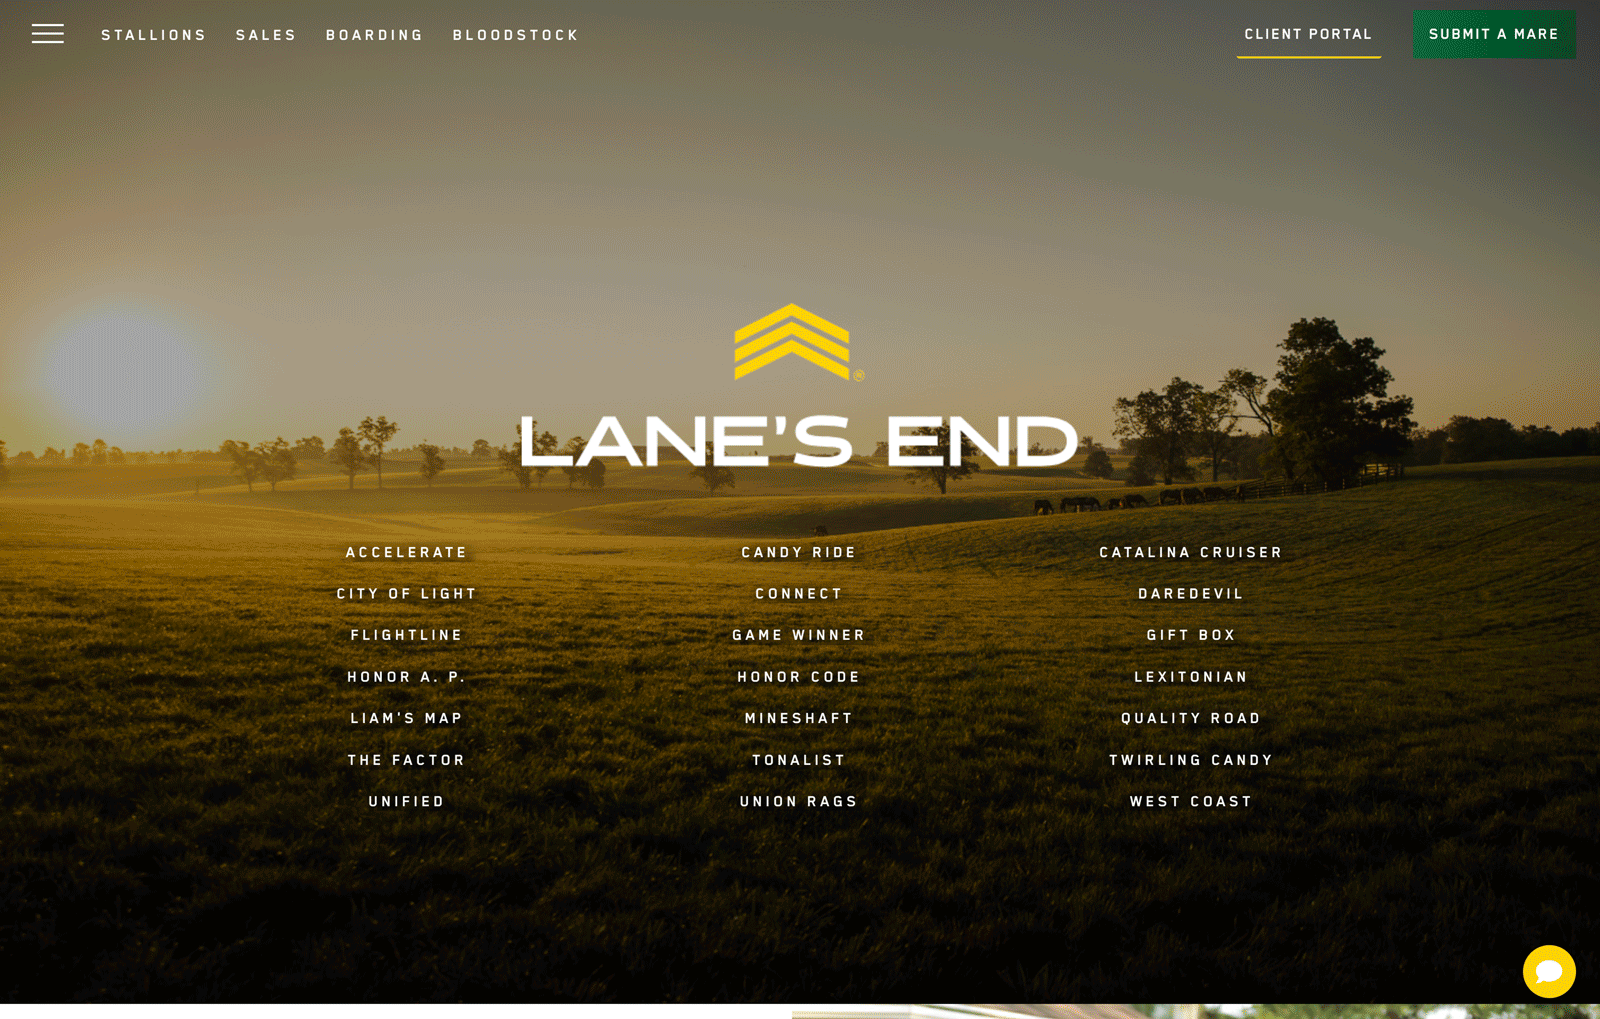 STALLIONS SALES BOARDING BLOODSTOCK CLIENT PORTAL SUBMIT A MARE
®
LANE'S END
ACCELERATE CANDY RIDE CATALINA CRUISER
CITY OF LIGHT CONNECT DAREDEVIL
FLIGHTLINE GAME WINNER GIFT BOX
HONOR A. P. HONOR CODE LEXITONIAN
LIAM'S MAP MINESHAFT QUALITY ROAD
THE FACTOR TONALIST TWIRLING CANDY
UNIFIED UNION RAGS WEST COAST